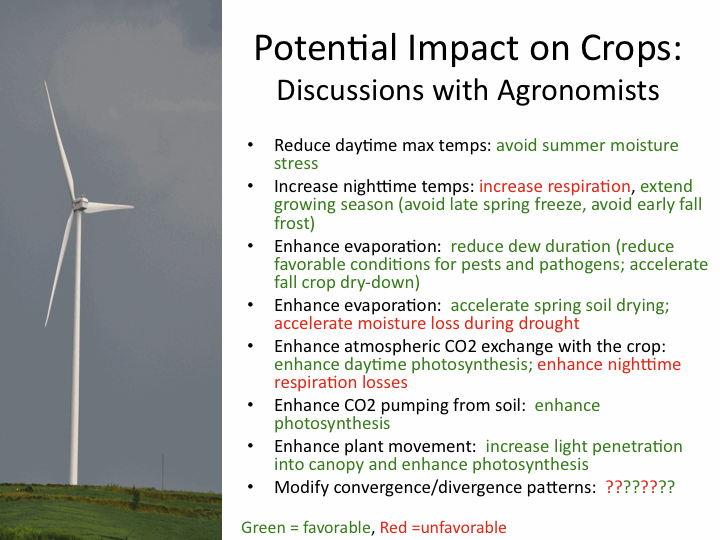 Potential Impact on Crops:
Discussions with Agronomists
• Reduce daytime max temps: avoid summer moisture
stress
• Increase nighttime temps: increase respiration, extend
growing season (avoid late spring freeze, avoid early fall
frost)
• Enhance evaporation: reduce dew duration (reduce
favorable conditions for pests and pathogens; accelerate
fall crop dry-down)
• Enhance evaporation: accelerate spring soil drying;
accelerate moisture loss during drought
• Enhance atmospheric CO2 exchange with the crop:
enhance daytime photosynthesis; enhance nighttime
respiration losses
• Enhance CO2 pumping from soil: enhance
photosynthesis
• Enhance plant movement: increase light penetration
into canopy and enhance photosynthesis
• Modify convergence/divergence patterns: ????????
Green = favorable, Red =unfavorable